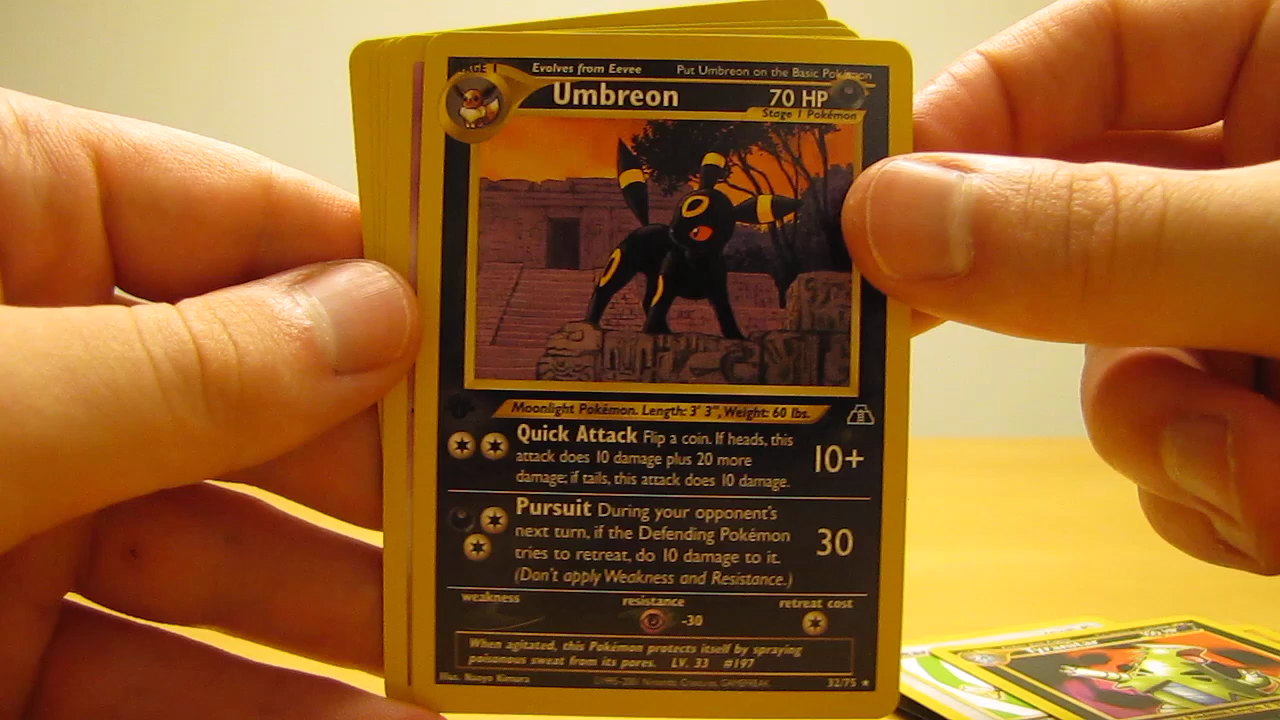 STAGE 1 Evolves from Eevee Put Umbreon on the Basic Pokémon
Umbreon 70 HP
Stage 1 Pokémon
Moonlight Pokémon. Length: 3' 3", Weight: 60 lbs.
Quick Attack Flip a coin. If heads, this
attack does 10 damage plus 20 more
damage; if tails, this attack does 10 damage.
10+
Pursuit During your opponent's
next turn, if the Defending Pokémon
tries to retreat, do 10 damage to it.
(Don't apply Weakness and Resistance.)
30
weakness resistance retreat cost
-30
When agitated, this Pokémon protects itself by spraying
poisonous sweat from its pores. LV. 33 #197
Illus. Naoyo Kimura 32/75 ★
Tyranitar